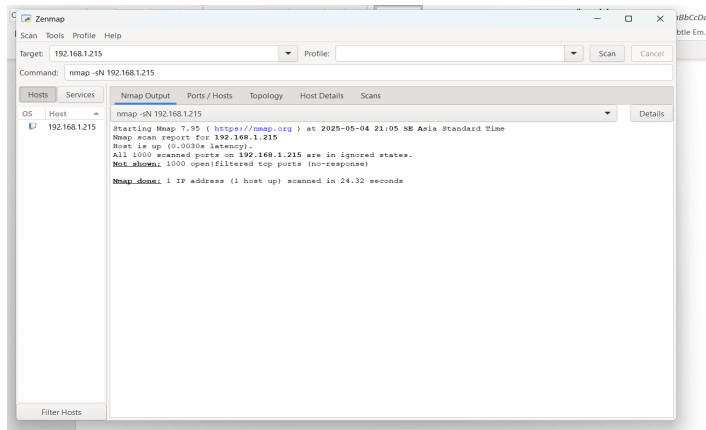 Zenmap
Scan Tools Profile Help
Target: 192.168.1.215 Profile: Scan Cancel
Command: nmap -sN 192.168.1.215
Hosts Services
Nmap Output Ports / Hosts Topology Host Details Scans
OS Host
nmap -sN 192.168.1.215 Details
192.168.1.215
Starting Nmap 7.95 ( https://nmap.org ) at 2025-05-04 21:05 SE Asia Standard Time
Nmap scan report for 192.168.1.215
Host is up (0.0030s latency).
All 1000 scanned ports on 192.168.1.215 are in ignored states.
Not shown: 1000 open|filtered tcp ports (no-response)
Nmap done: 1 IP address (1 host up) scanned in 24.32 seconds
Filter Hosts
btle Em.